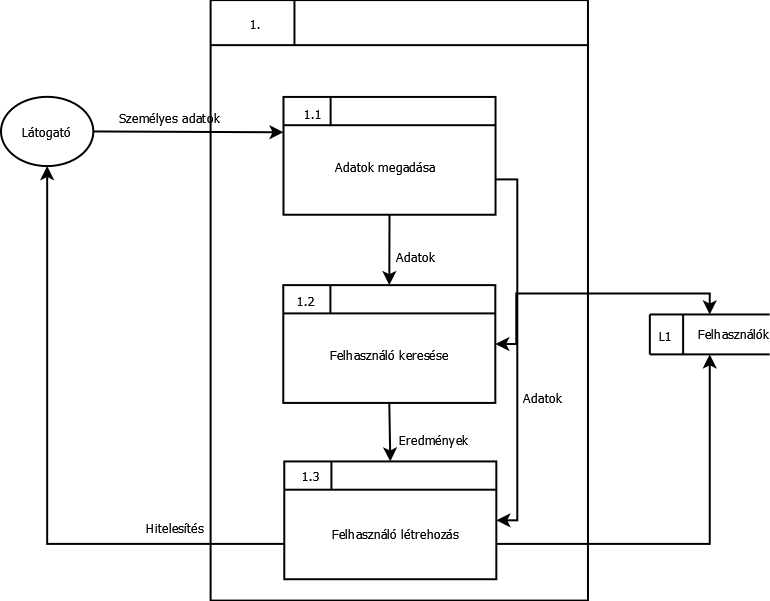 1.
Személyes adatok
1.1
Látogató
Adatok megadása
Adatok
1.2
L1
Felhasználók
Felhasználó keresése
Adatok
Eredmények
1.3
Hitelesítés
Felhasználó létrehozás